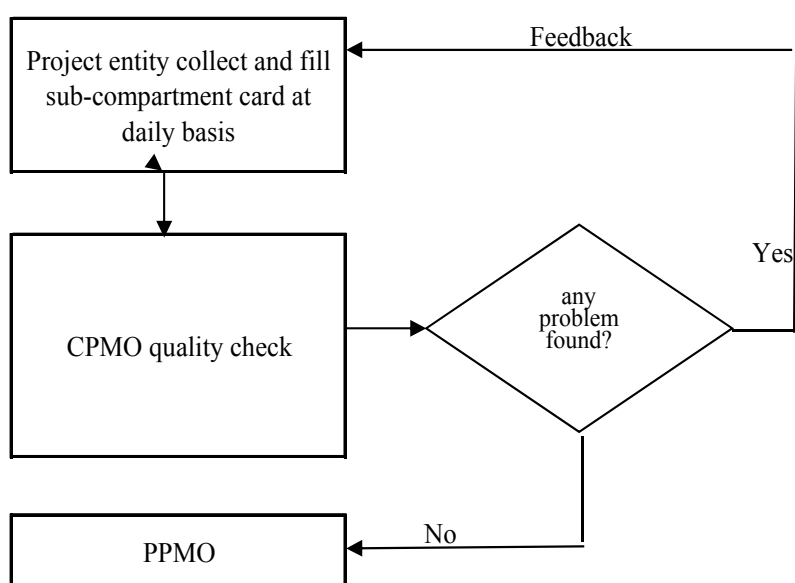 Feedback
Project entity collect and fill
sub-compartment card at
daily basis
Yes
any
problem
found?
CPMO quality check
No
PPMO